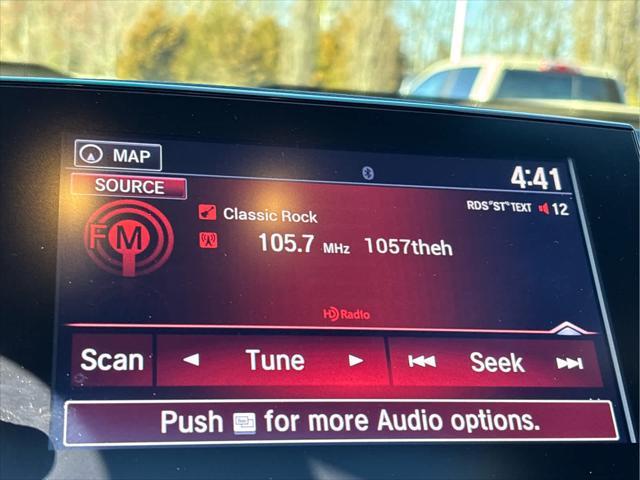 MAP
4:41
SOURCE
RDS ST TEXT 12
Classic Rock
FM
105.7 MHz 1057theh
HD Radio
Scan Tune Seek
Push for more Audio options.